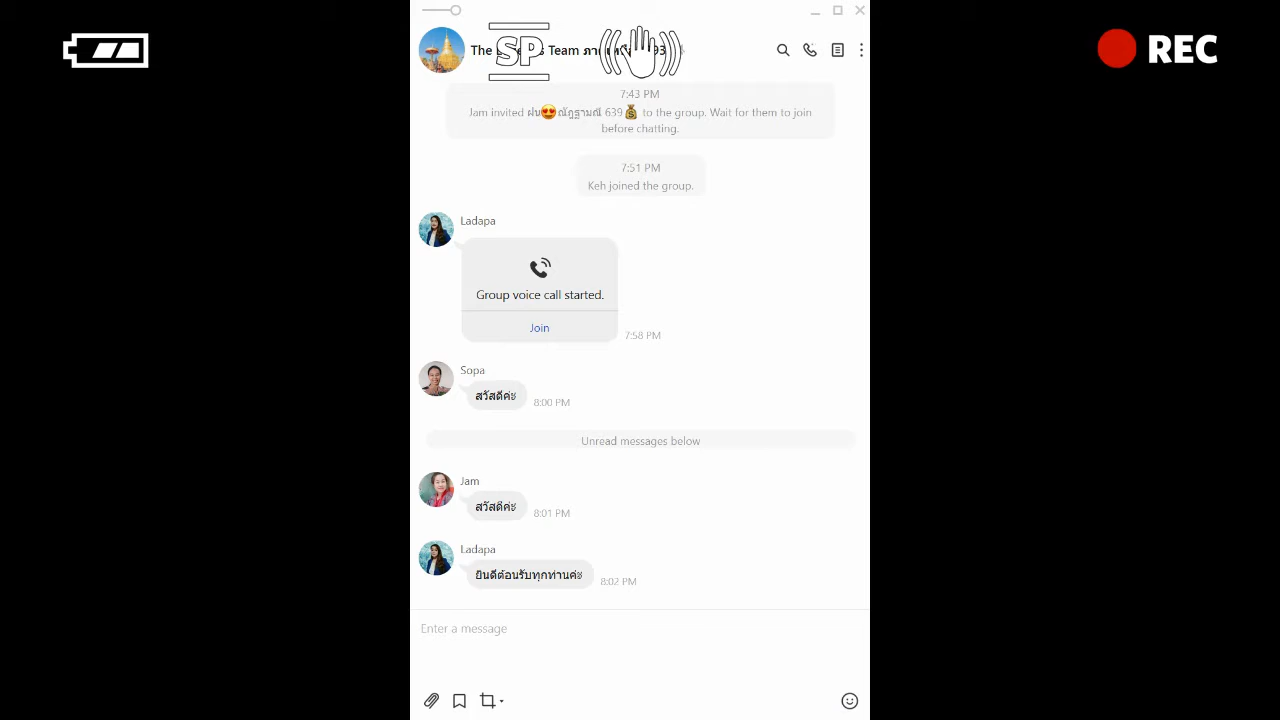 SP
REC
The Team
7:43 PM
Jam invited ฝน😍ณัฎฐามณี 639💰 to the group. Wait for them to join
before chatting.
7:51 PM
Keh joined the group.
Ladapa
Group voice call started.
Join
7:58 PM
Sopa
สวัสดีค่ะ
8:00 PM
Unread messages below
Jam
สวัสดีค่ะ
8:01 PM
Ladapa
ยินดีต้อนรับทุกท่านค่ะ
8:02 PM
Enter a message